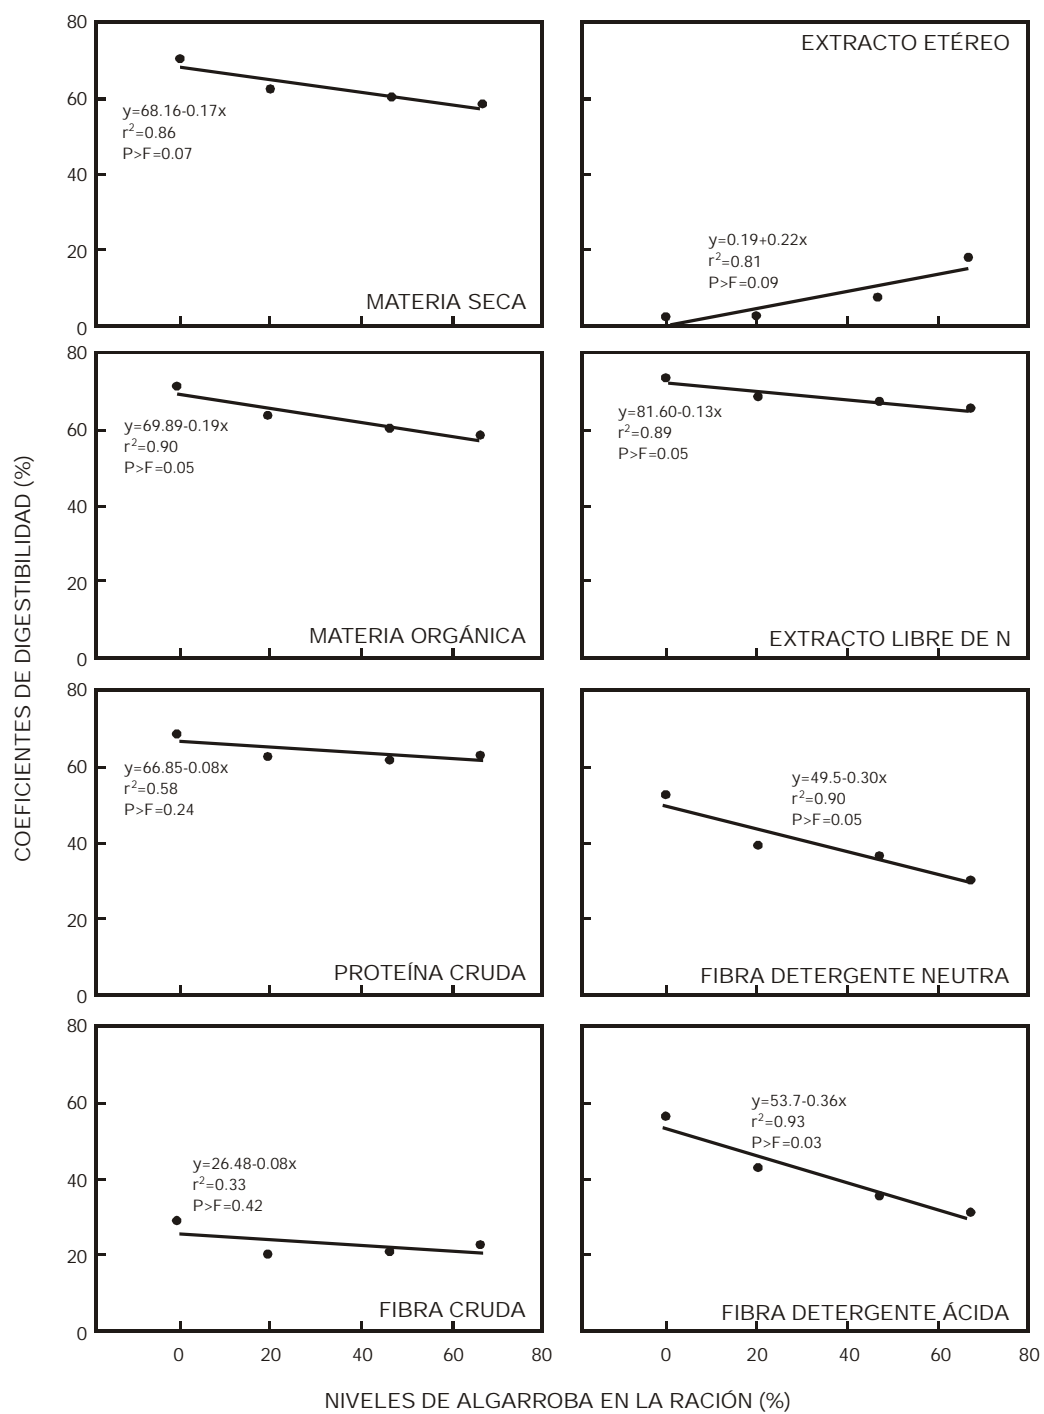 COEFICIENTES DE DIGESTIBILIDAD (%)
80
60
40
20
0
y=68.16-0.17x
r²=0.86
P>F=0.07
MATERIA SECA
EXTRACTO ETÉREO
y=0.19+0.22x
r²=0.81
P>F=0.09
80
60
40
20
0
y=69.89-0.19x
r²=0.90
P>F=0.05
MATERIA ORGÁNICA
y=81.60-0.13x
r²=0.89
P>F=0.05
EXTRACTO LIBRE DE N
80
60
40
20
0
y=66.85-0.08x
r²=0.58
P>F=0.24
PROTEÍNA CRUDA
y=49.5-0.30x
r²=0.90
P>F=0.05
FIBRA DETERGENTE NEUTRA
80
60
40
20
0
y=26.48-0.08x
r²=0.33
P>F=0.42
FIBRA CRUDA
y=53.7-0.36x
r²=0.93
P>F=0.03
FIBRA DETERGENTE ÁCIDA
0 20 40 60 80
0 20 40 60 80
NIVELES DE ALGARROBA EN LA RACIÓN (%)